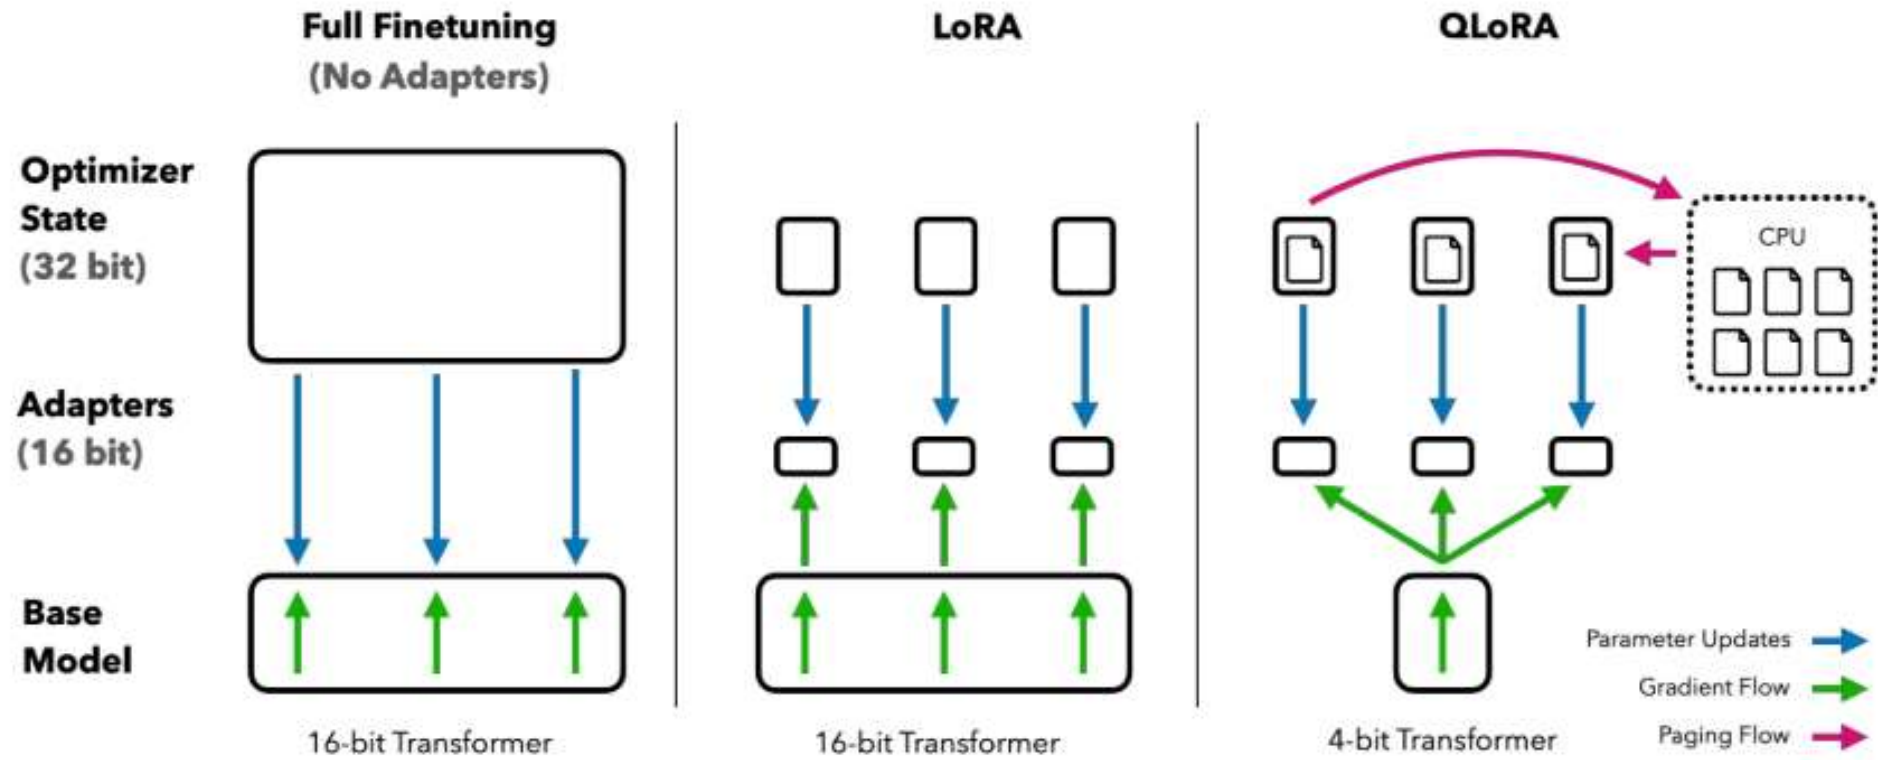 Full Finetuning
(No Adapters)
LoRA
QLoRA
Optimizer
State
(32 bit)
CPU
Adapters
(16 bit)
Base
Model
16-bit Transformer
16-bit Transformer
4-bit Transformer
Parameter Updates
Gradient Flow
Paging Flow